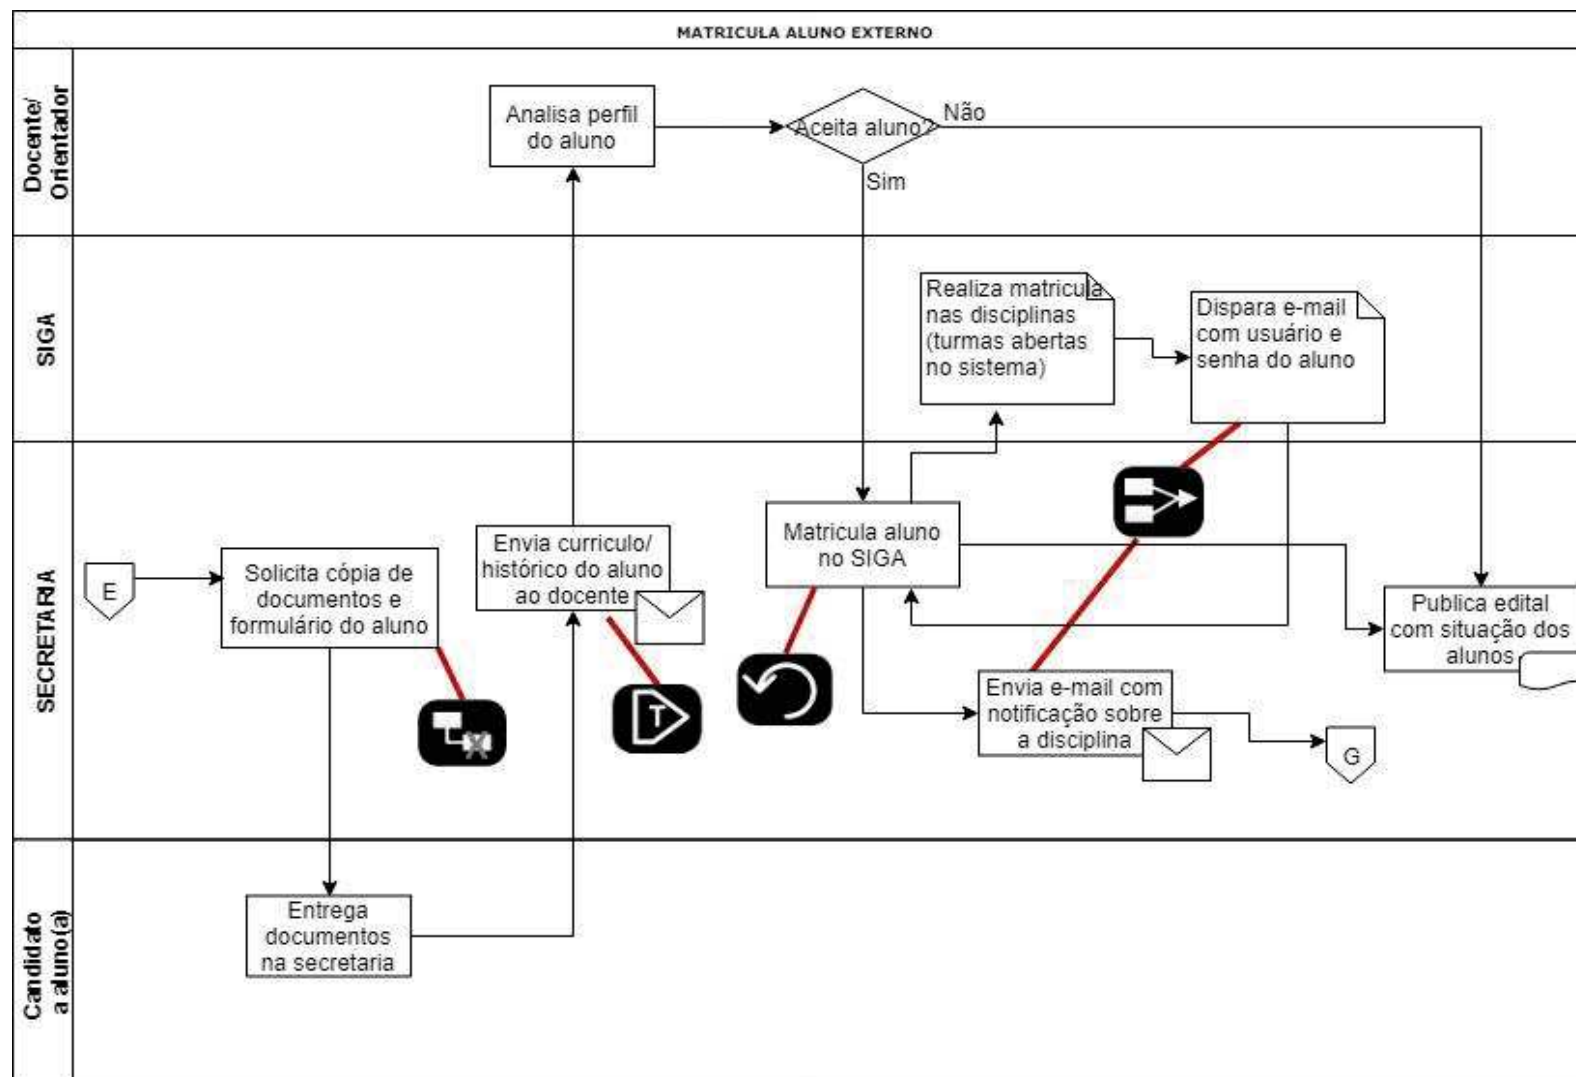 MATRICULA ALUNO EXTERNO
Docente/
Orientador
Analisa perfil
do aluno
Aceita aluno?
Não
Sim
SIGA
Realiza matricula
nas disciplinas
(turmas abertas
no sistema)
Dispara e-mail
com usuário e
senha do aluno
SECRETARIA
E
Solicita cópia de
documentos e
formulário do aluno
Envia curriculo/
histórico do aluno
ao docente
T
Matricula aluno
no SIGA
Envia e-mail com
notificação sobre
a disciplina
G
Publica edital
com situação dos
alunos
Candidato
a aluno(a)
Entrega
documentos
na secretaria